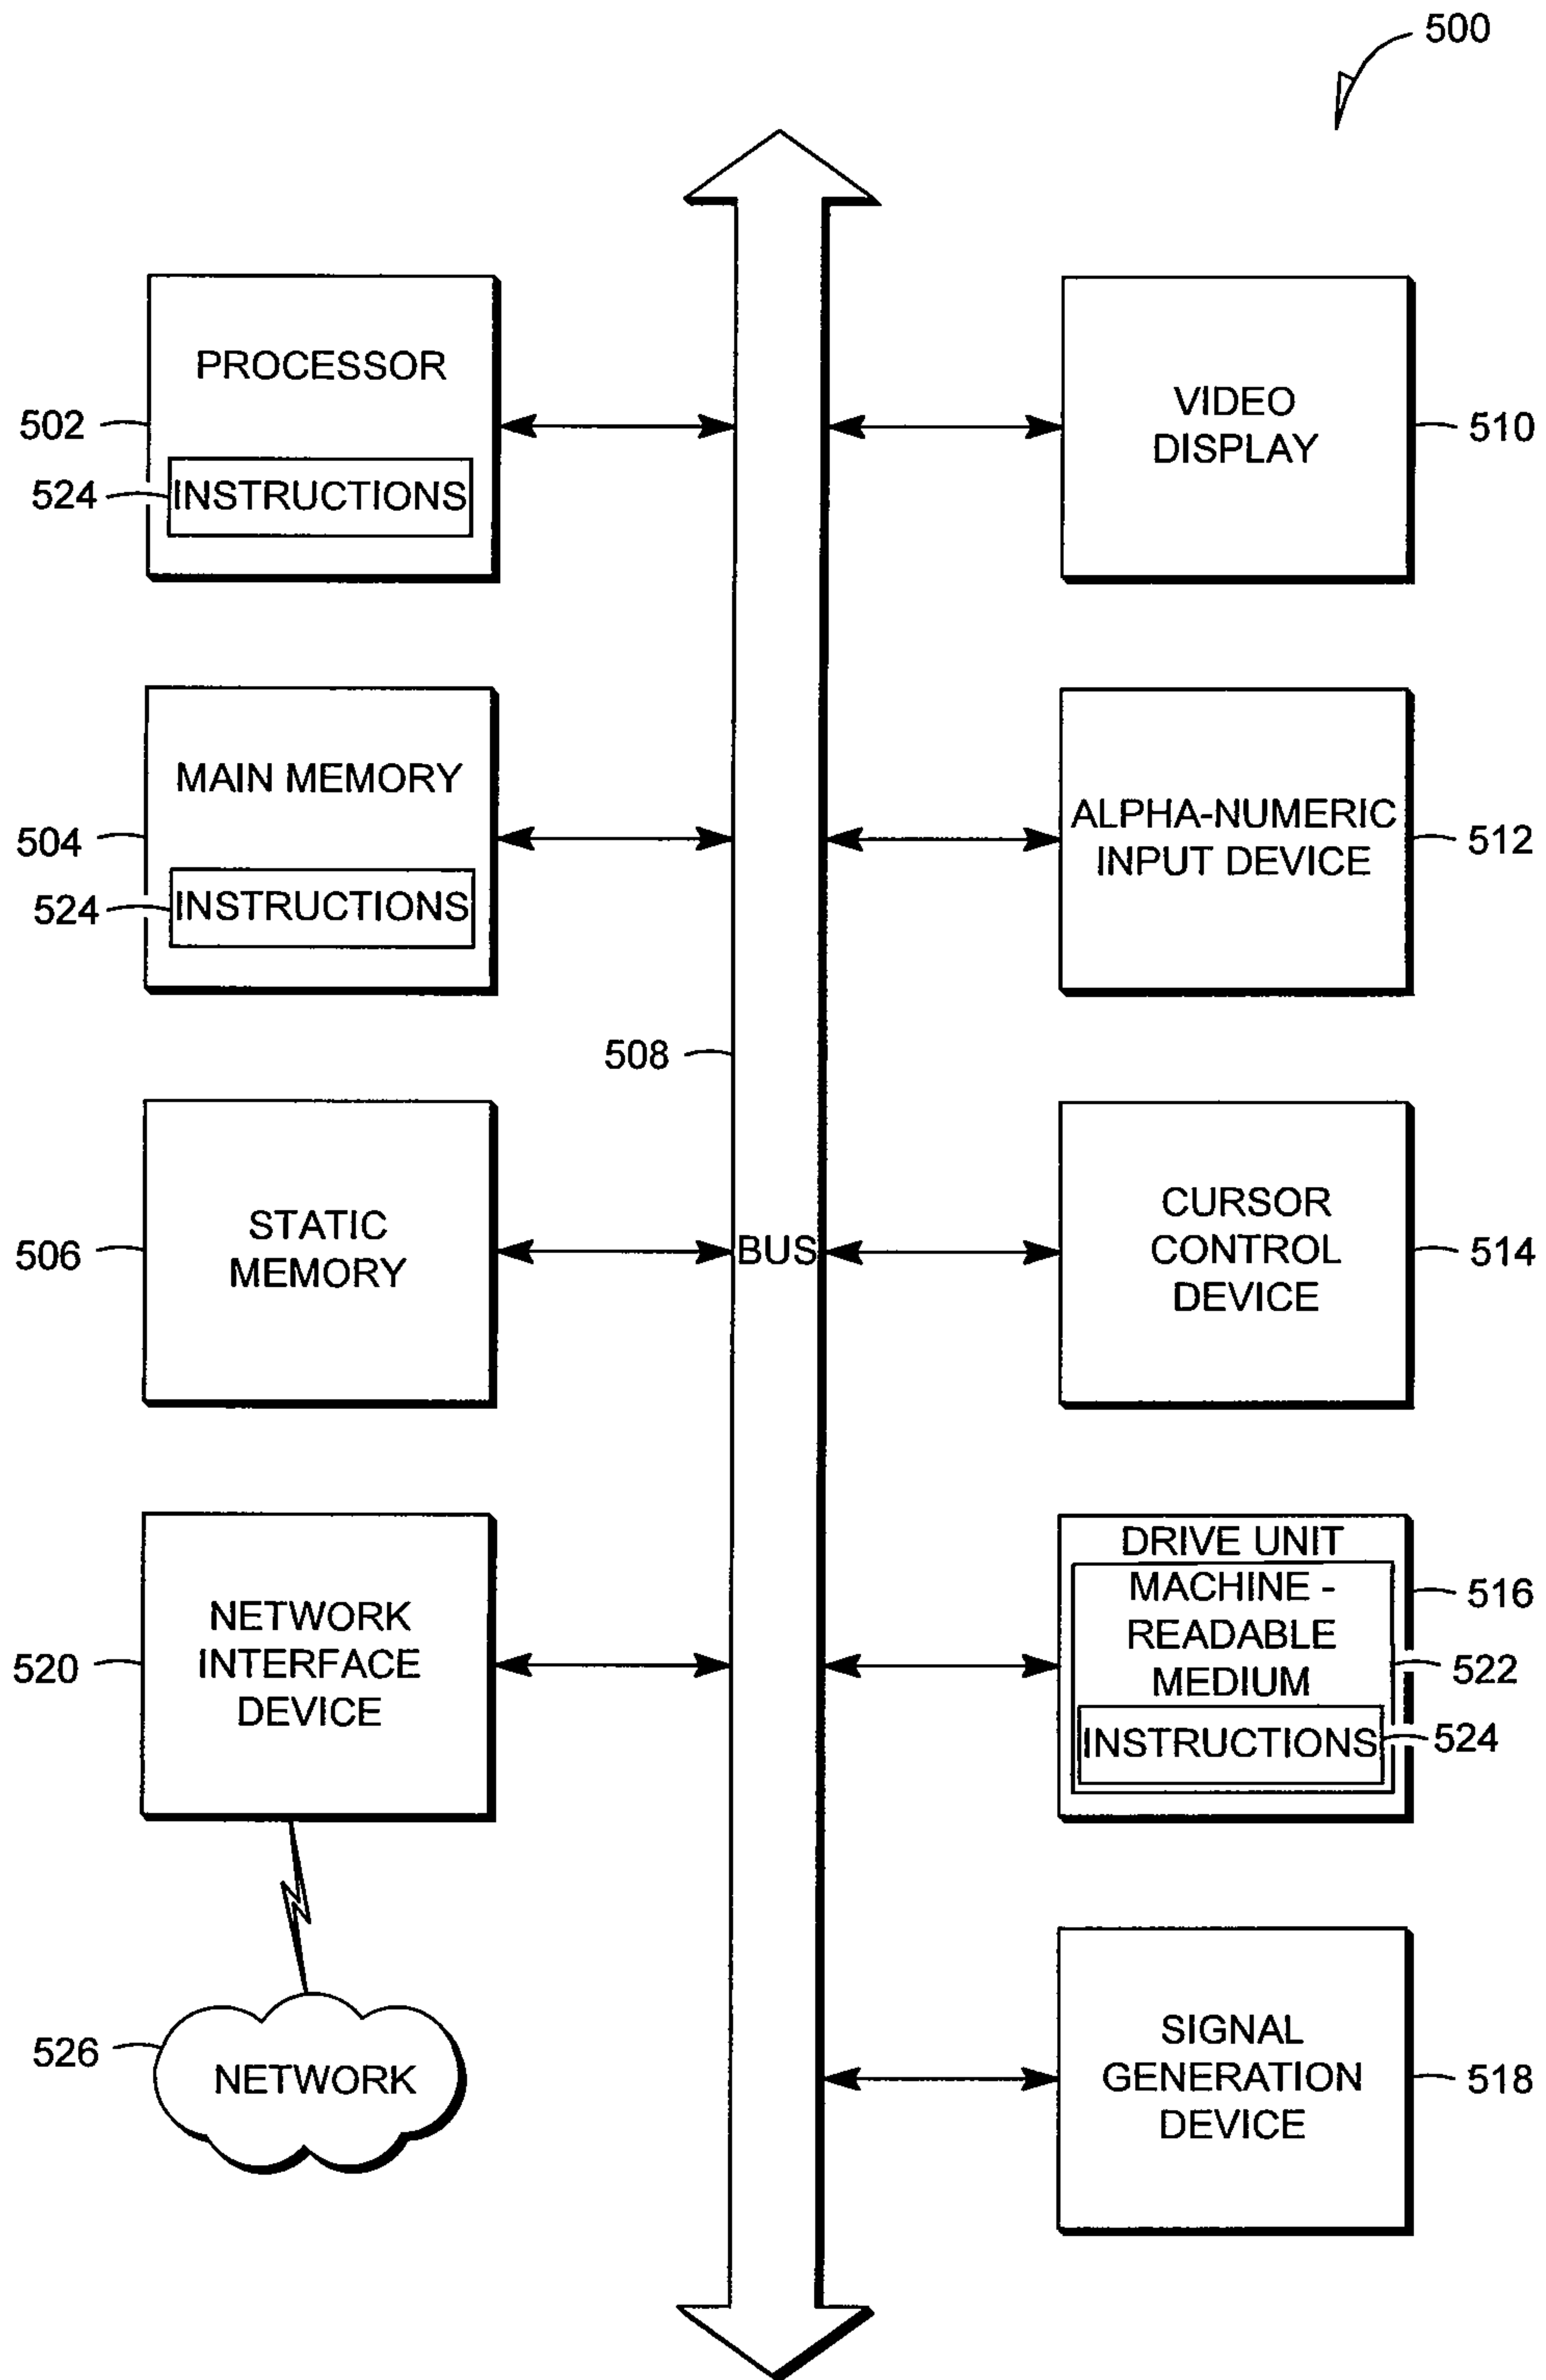 500
PROCESSOR
502
524
INSTRUCTIONS
VIDEO
DISPLAY
510
MAIN MEMORY
504
524
INSTRUCTIONS
ALPHA-NUMERIC
INPUT DEVICE
512
508
STATIC
MEMORY
506
BUS
CURSOR
CONTROL
DEVICE
514
NETWORK
INTERFACE
DEVICE
520
DRIVE UNIT
MACHINE -
READABLE
MEDIUM
INSTRUCTIONS
516
522
524
526
NETWORK
SIGNAL
GENERATION
DEVICE
518